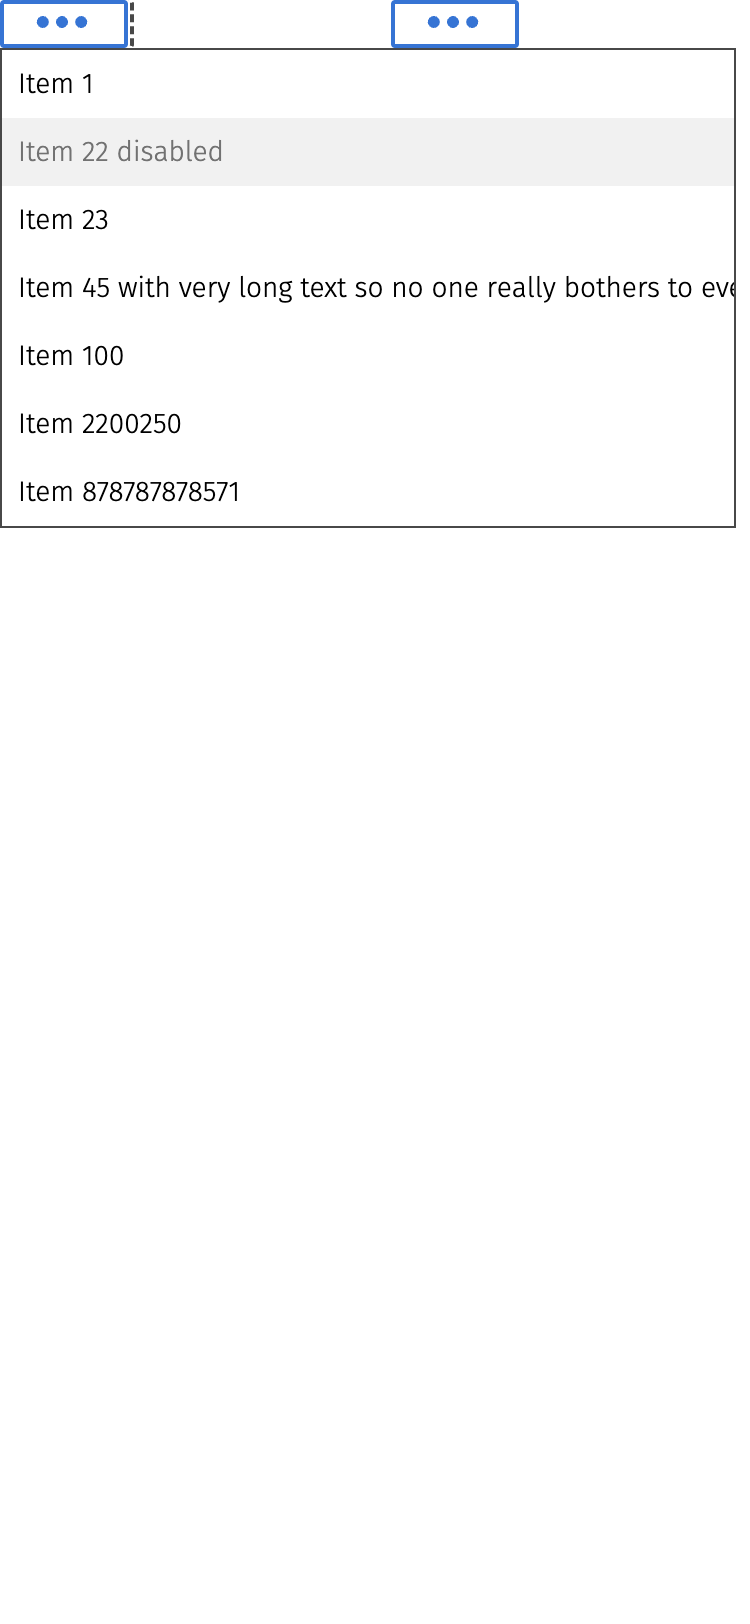 Item 1
Item 22 disabled
Item 23
Item 45 with very long text so no one really bothers to eve
Item 100
Item 2200250
Item 878787878571